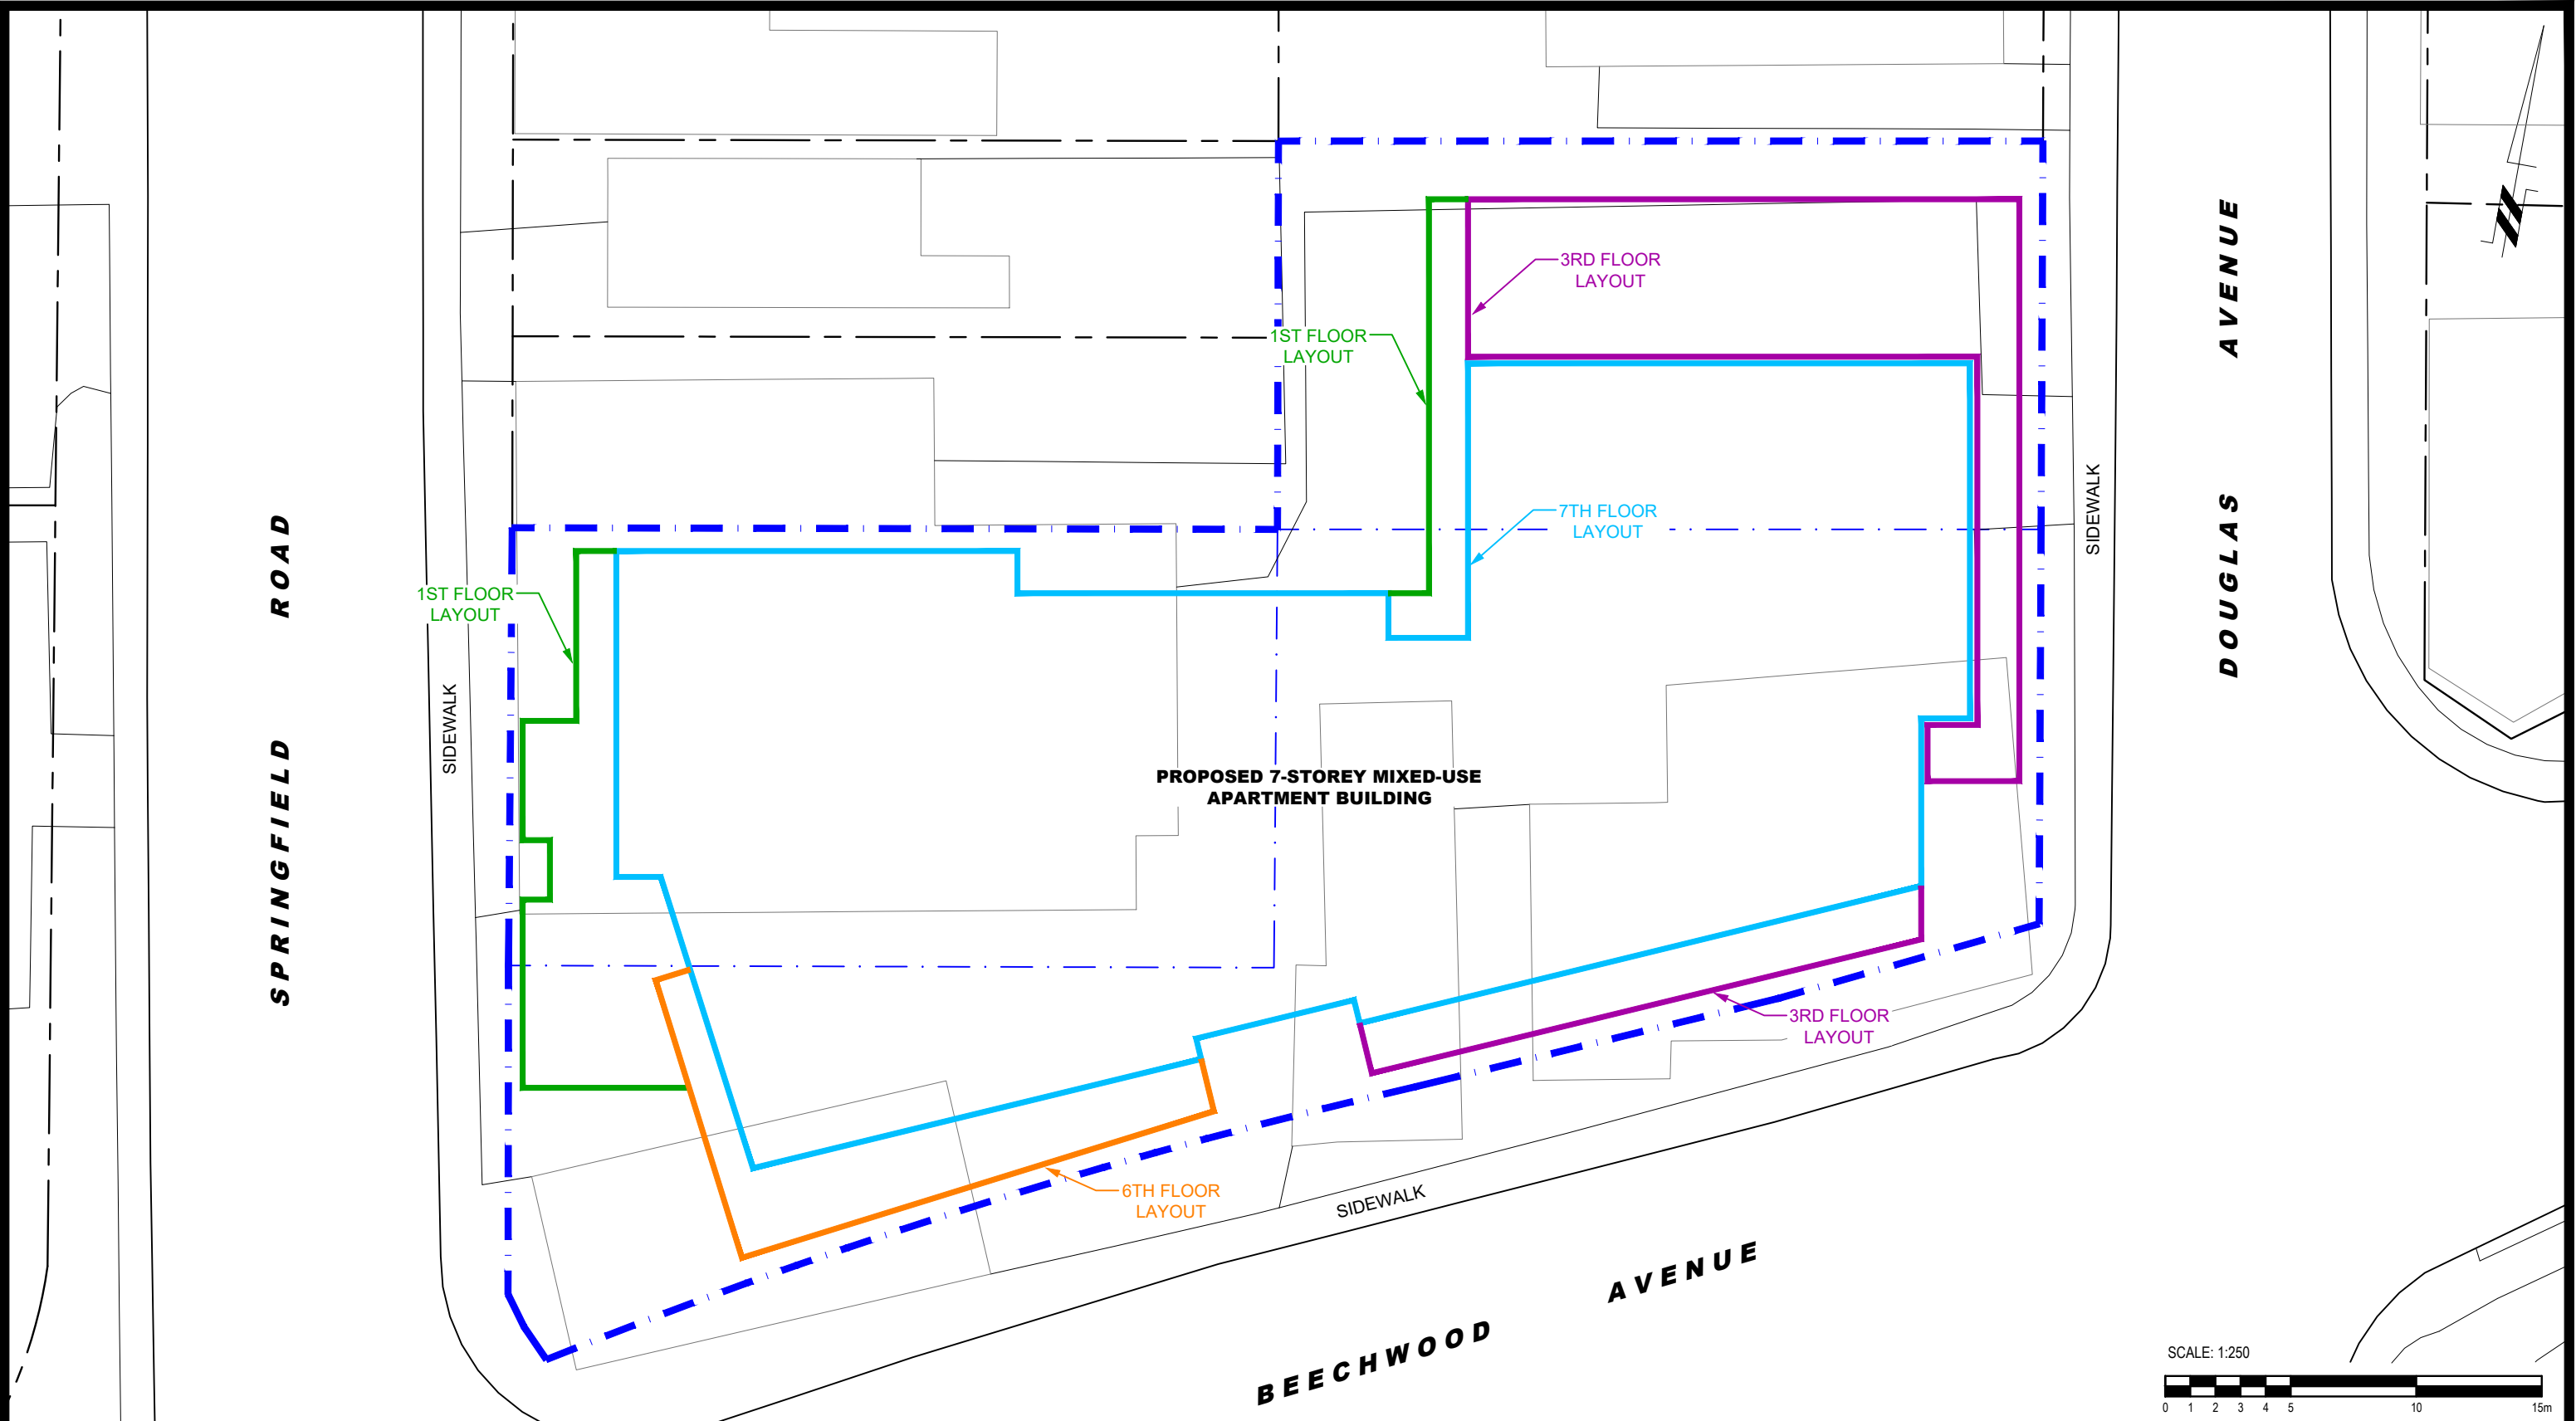 3RD FLOOR
LAYOUT
1ST FLOOR
LAYOUT
7TH FLOOR
LAYOUT
1ST FLOOR
LAYOUT
SIDEWALK
SIDEWALK
SPRINGFIELD ROAD
DOUGLAS AVENUE
PROPOSED 7-STOREY MIXED-USE
APARTMENT BUILDING
3RD FLOOR
LAYOUT
6TH FLOOR
LAYOUT
SIDEWALK
BEECHWOOD AVENUE
SCALE: 1:250
0 1 2 3 4 5 10 15m